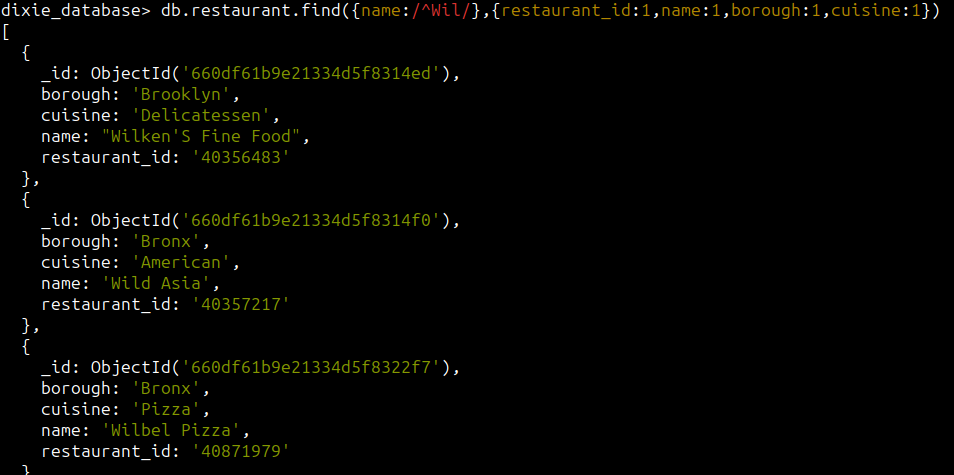 dixie_database> db.restaurant.find({name:/^Wil/},{restaurant_id:1,name:1,borough:1,cuisine:1})
[
  {
    _id: ObjectId('660df61b9e21334d5f8314ed'),
    borough: 'Brooklyn',
    cuisine: 'Delicatessen',
    name: "Wilken'S Fine Food",
    restaurant_id: '40356483'
  },
  {
    _id: ObjectId('660df61b9e21334d5f8314f0'),
    borough: 'Bronx',
    cuisine: 'American',
    name: 'Wild Asia',
    restaurant_id: '40357217'
  },
  {
    _id: ObjectId('660df61b9e21334d5f8322f7'),
    borough: 'Bronx',
    cuisine: 'Pizza',
    name: 'Wilbel Pizza',
    restaurant_id: '40871979'
  }